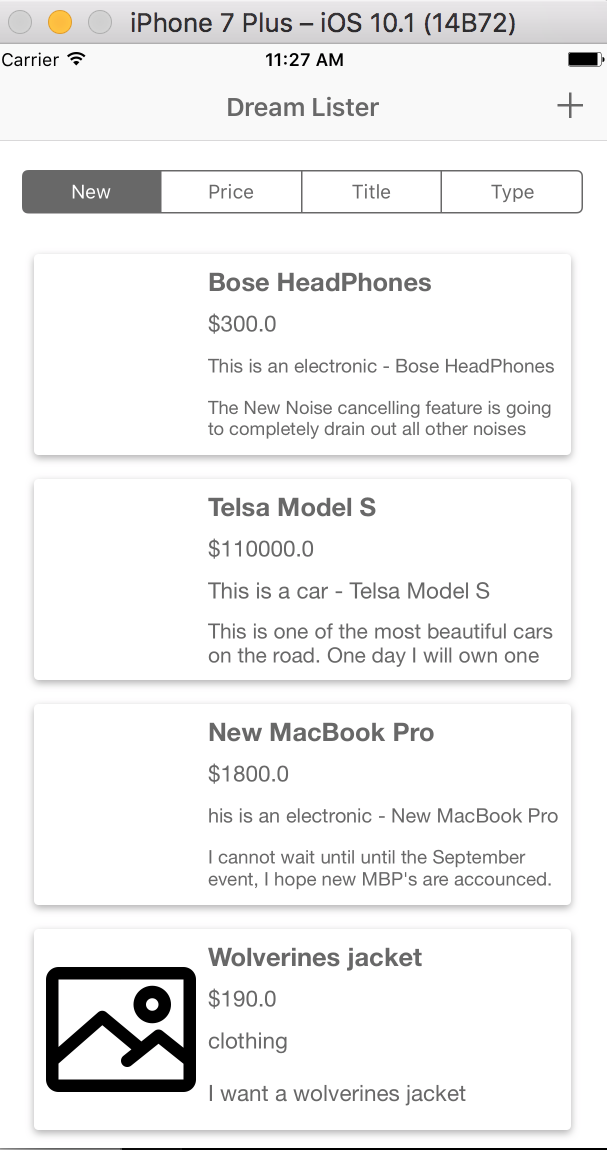 iPhone 7 Plus – iOS 10.1 (14B72)
Carrier 11:27 AM
Dream Lister
New Price Title Type
Bose HeadPhones
$300.0
This is an electronic - Bose HeadPhones
The New Noise cancelling feature is going
to completely drain out all other noises
Telsa Model S
$110000.0
This is a car - Telsa Model S
This is one of the most beautiful cars
on the road. One day I will own one
New MacBook Pro
$1800.0
his is an electronic - New MacBook Pro
I cannot wait until until the September
event, I hope new MBP's are accounced.
Wolverines jacket
$190.0
clothing
I want a wolverines jacket